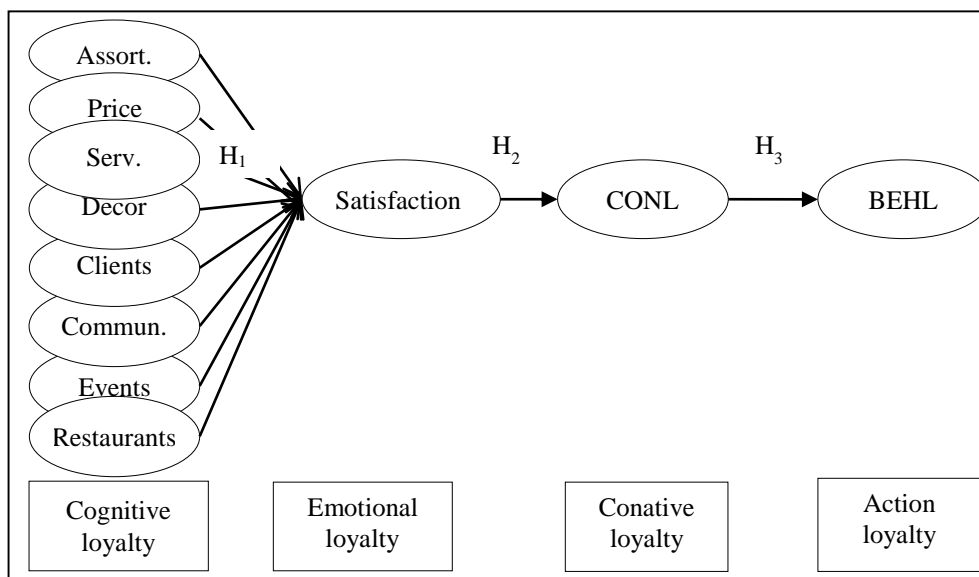 Assort.
Price
Serv.
Decor
Clients
Commun.
Events
Restaurants
H₁
Satisfaction
H₂
CONL
H₃
BEHL
Cognitive
loyalty
Emotional
loyalty
Conative
loyalty
Action
loyalty